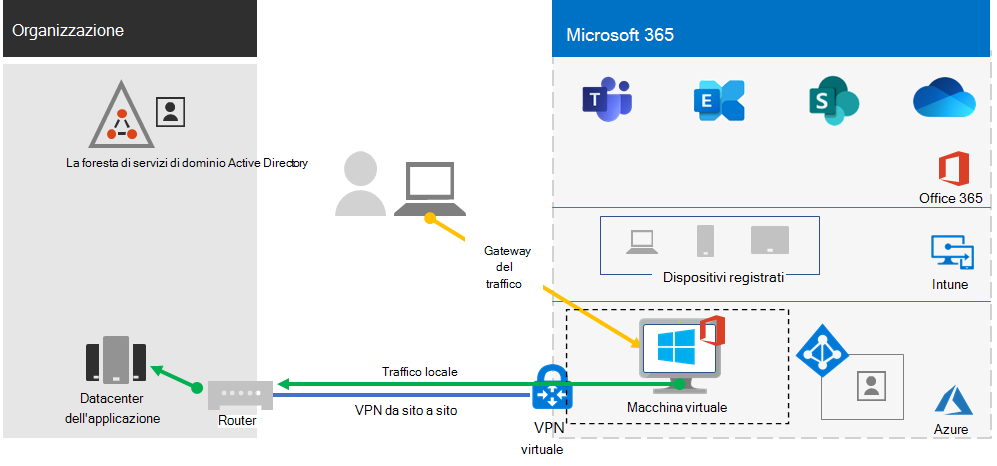 Organizzazione
Microsoft 365
T
E
S
La foresta di servizi di dominio Active Directory
Office 365
Gateway
del
traffico
Dispositivi registrati
Intune
Traffico locale
Datacenter
dell'applicazione
Router
VPN da sito a sito
VPN
virtuale
Macchina virtuale
Azure